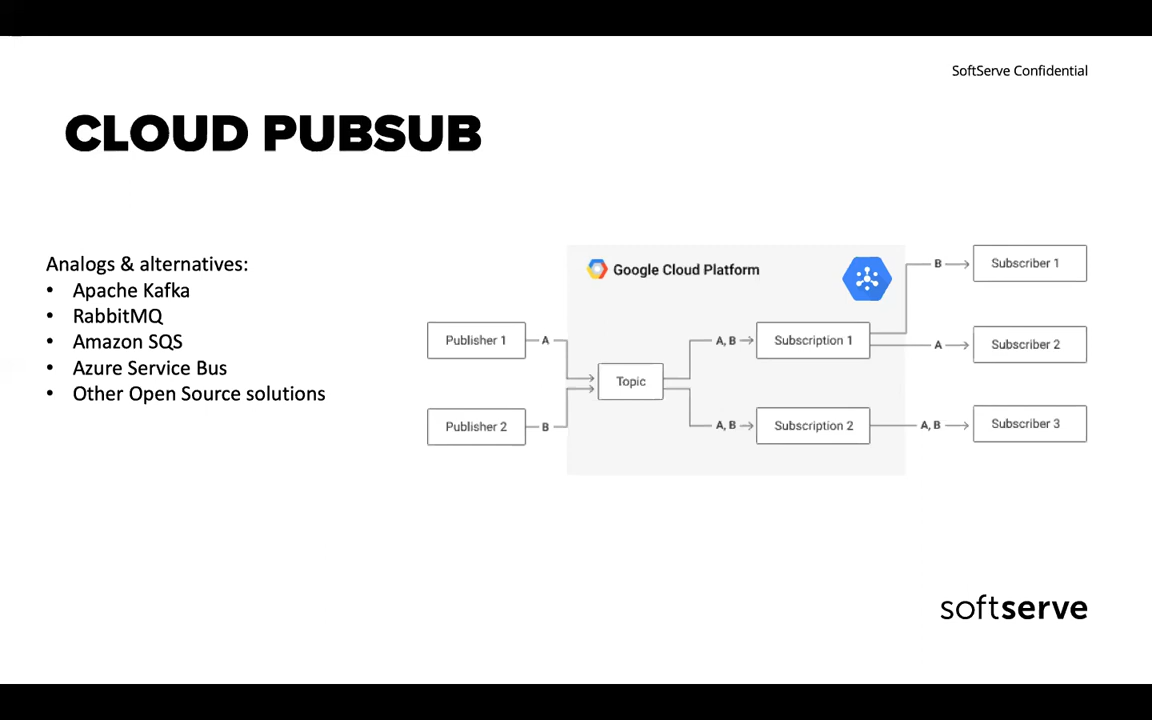 SoftServe Confidential
CLOUD PUBSUB
Analogs & alternatives:
• Apache Kafka
• RabbitMQ
• Amazon SQS
• Azure Service Bus
• Other Open Source solutions
Google Cloud Platform
Publisher 1
A
Publisher 2
B
Topic
A, B
Subscription 1
A, B
Subscription 2
B
Subscriber 1
A
Subscriber 2
A, B
Subscriber 3
softserve